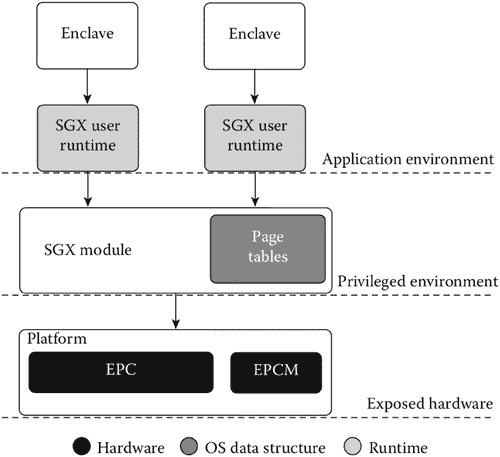 Enclave
Enclave
SGX user
runtime
SGX user
runtime
Application environment
SGX module
Page
tables
Privileged environment
Platform
EPC
EPCM
Exposed hardware
Hardware
OS data structure
Runtime